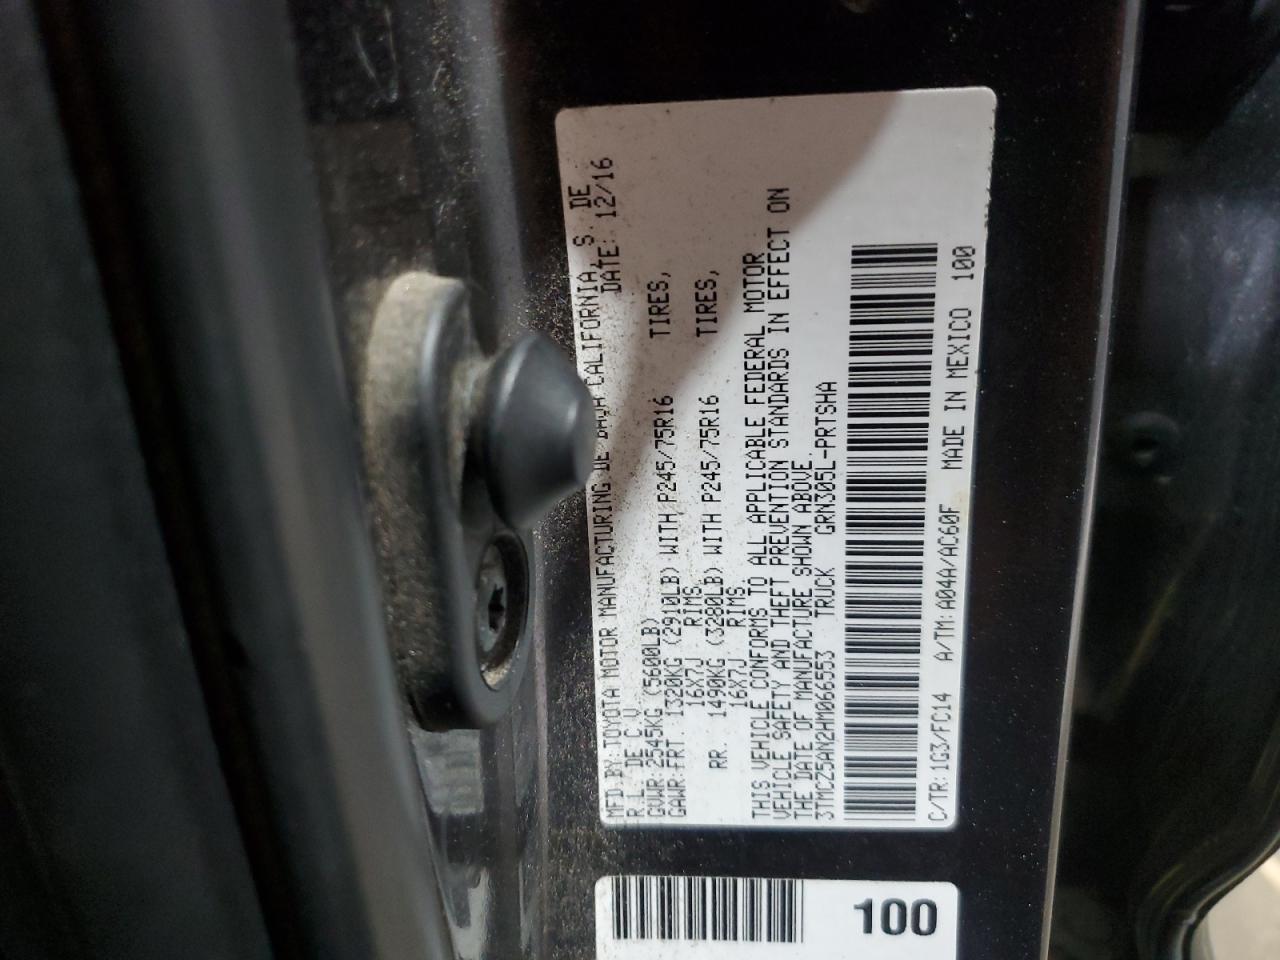 MFD.BY:TOYOTA MOTOR MANUFACTURING DE BAJA CALIFORNIA, S. DE
R.L. DE C.V. DATE: 12/16
GVWR:2545KG (5600LB)
GAWR:FRT. 1320KG (2910LB) WITH P245/75R16 TIRES,
16X7J RIMS.
RR. 1490KG (3280LB) WITH P245/75R16 TIRES,
16X7J RIMS.
THIS VEHICLE CONFORMS TO ALL APPLICABLE FEDERAL MOTOR
VEHICLE SAFETY AND THEFT PREVENTION STANDARDS IN EFFECT ON
THE DATE OF MANUFACTURE SHOWN ABOVE.
3TMCZ5AN2HM066553 TRUCK GRN305L-PRTSHA
C/TR:1G3/FC14 A/TM:A04A/AC60F MADE IN MEXICO 100
100